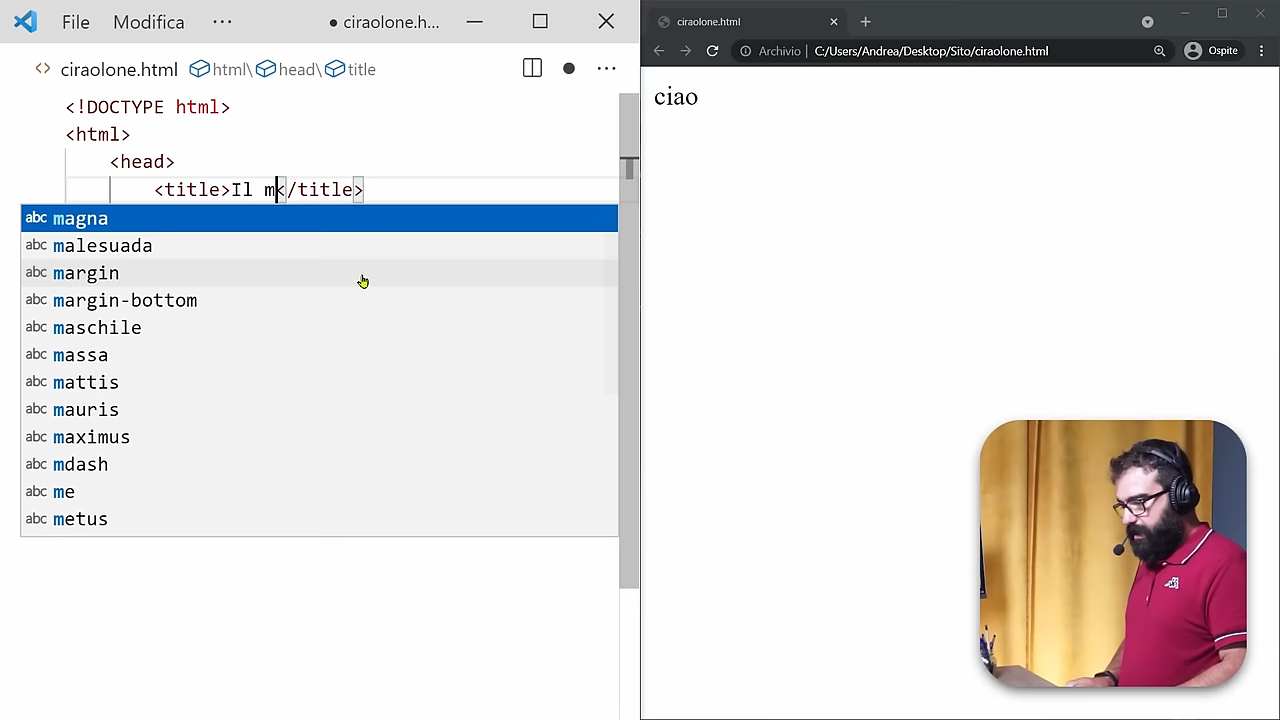 File Modifica ··· ● ciraolone.h...
<> ciraolone.html html\ head\ title ● ···
<!DOCTYPE html>
<html>
<head>
<title>Il m</title>
abc magna
abc malesuada
abc margin
abc margin-bottom
abc maschile
abc massa
abc mattis
abc mauris
abc maximus
abc mdash
abc me
abc metus
ciraolone.html
Archivio | C:/Users/Andrea/Desktop/Sito/ciraolone.html Ospite
ciao